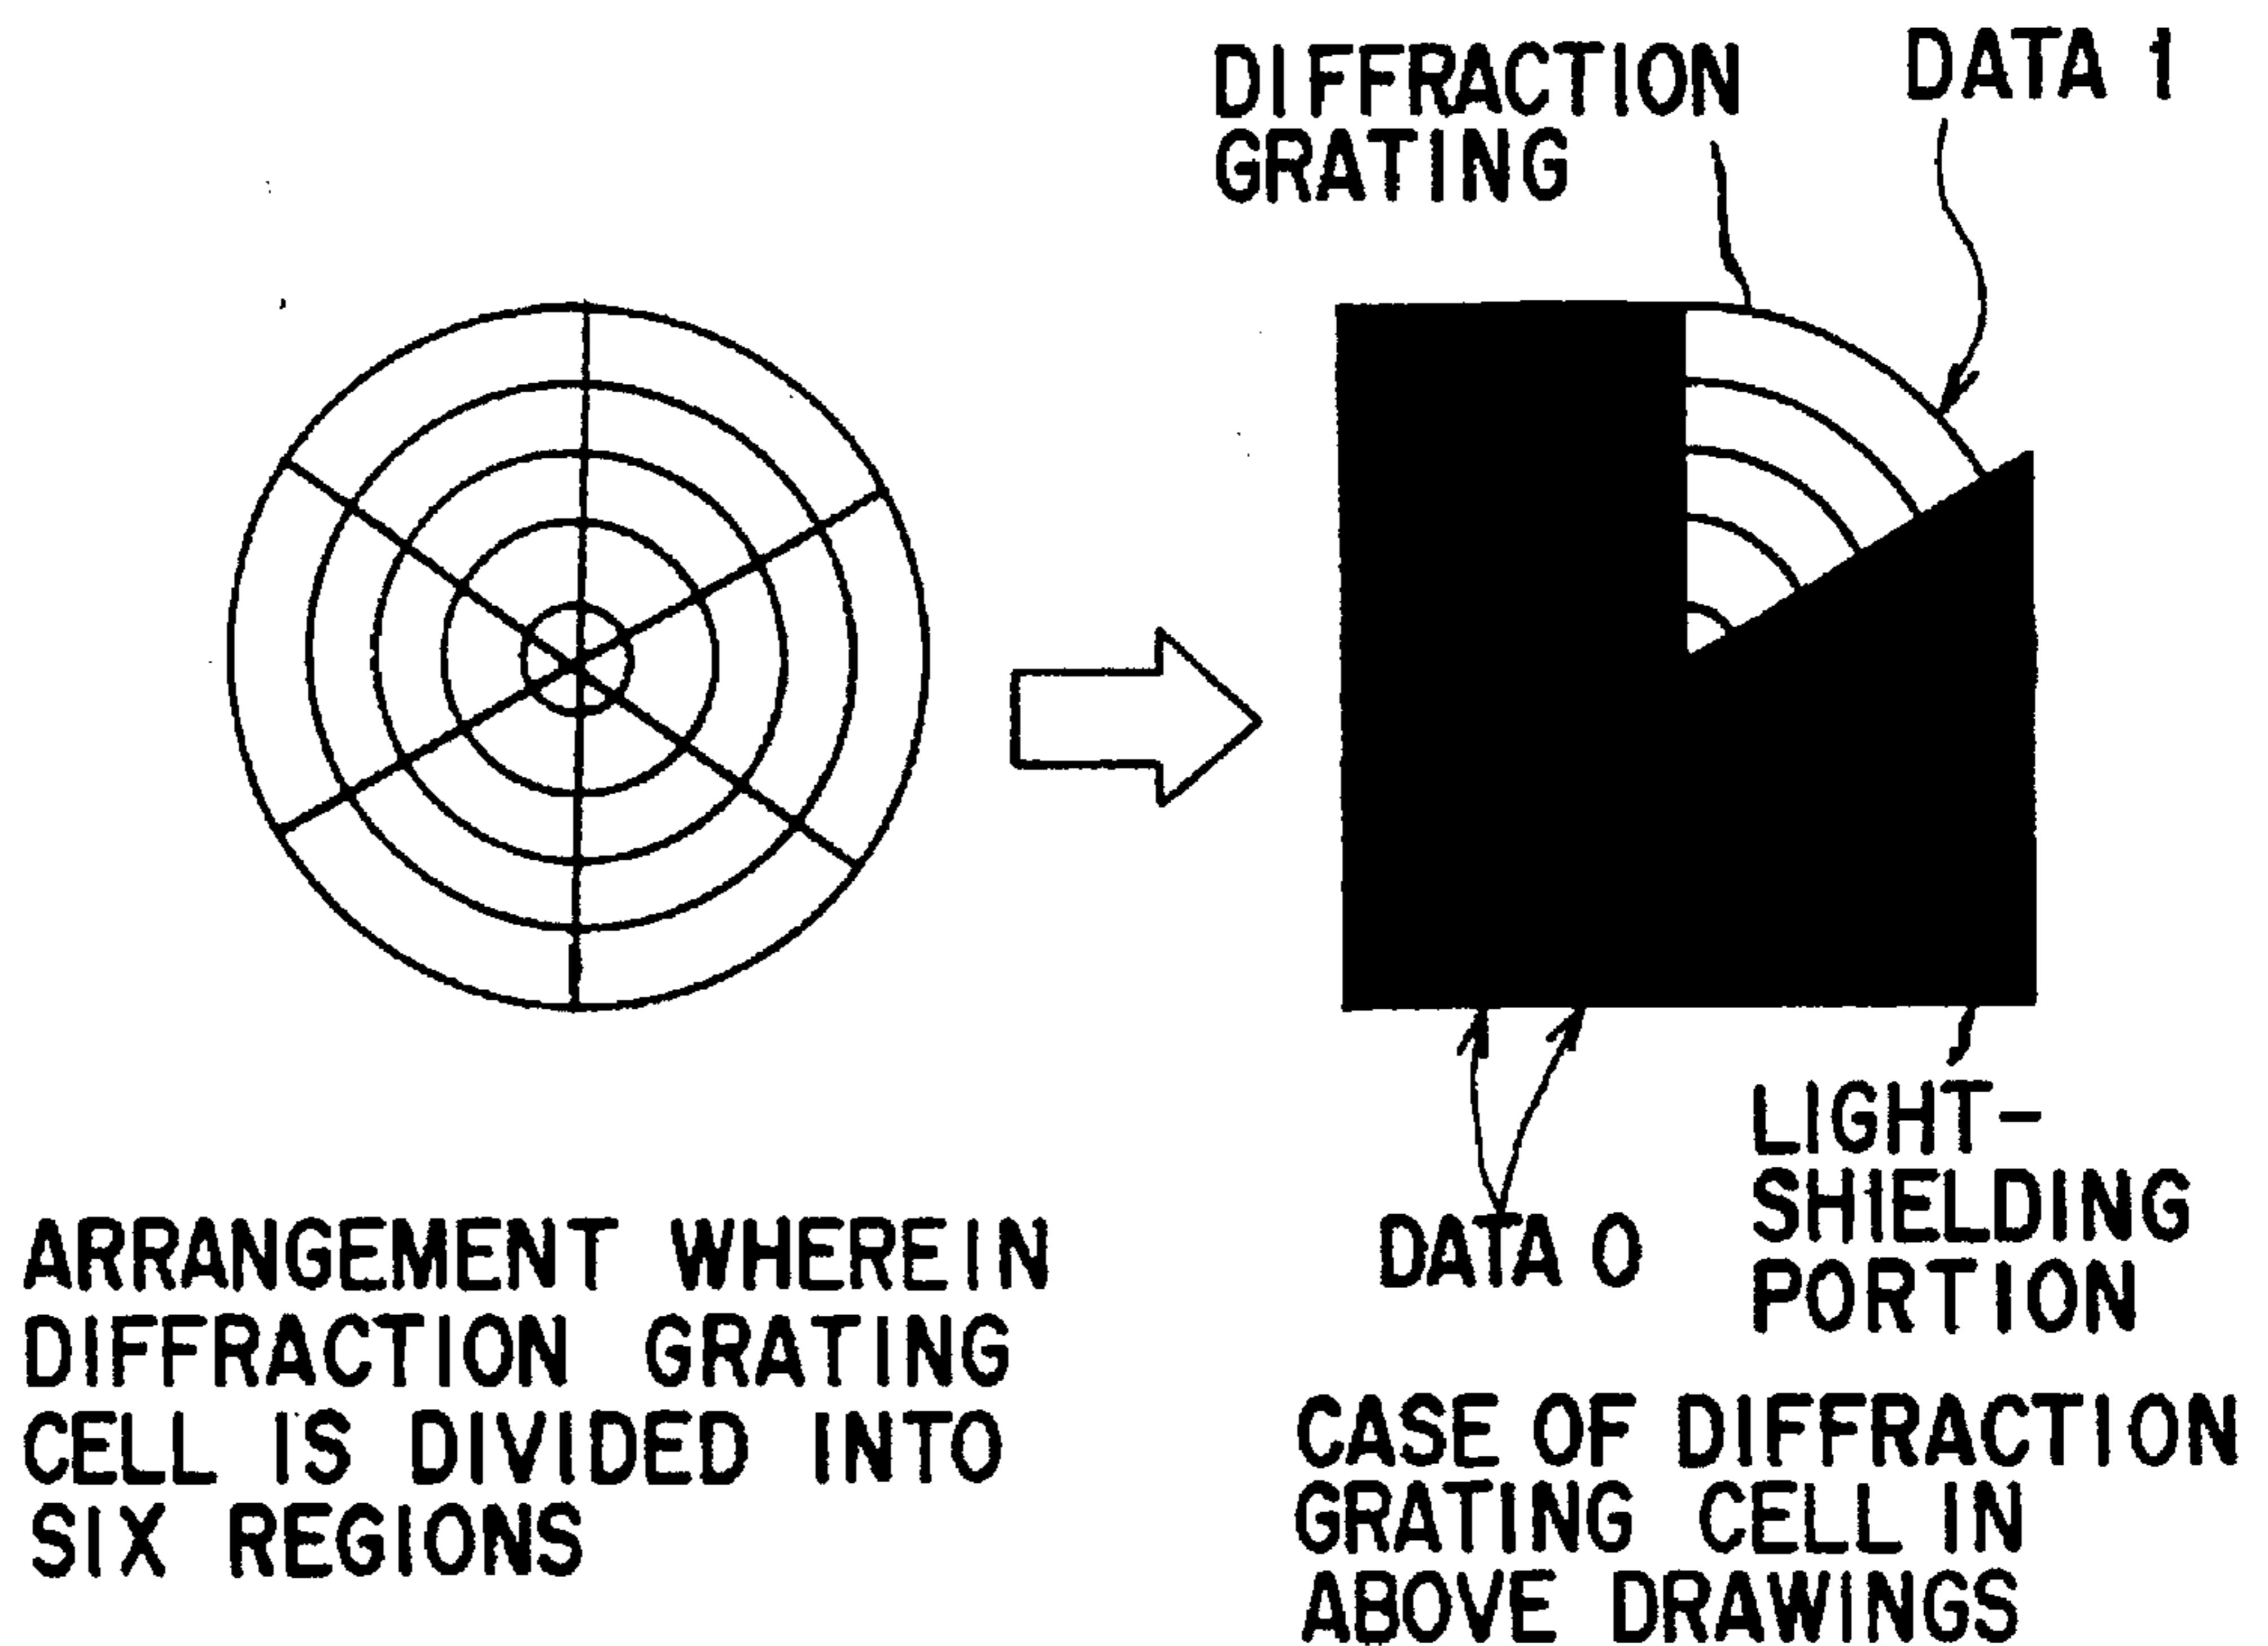 DIFFRACTION
GRATING
DATA 1
DATA 0
LIGHT-
SHIELDING
PORTION
ARRANGEMENT WHEREIN
DIFFRACTION GRATING
CELL IS DIVIDED INTO
SIX REGIONS
CASE OF DIFFRACTION
GRATING CELL IN
ABOVE DRAWINGS